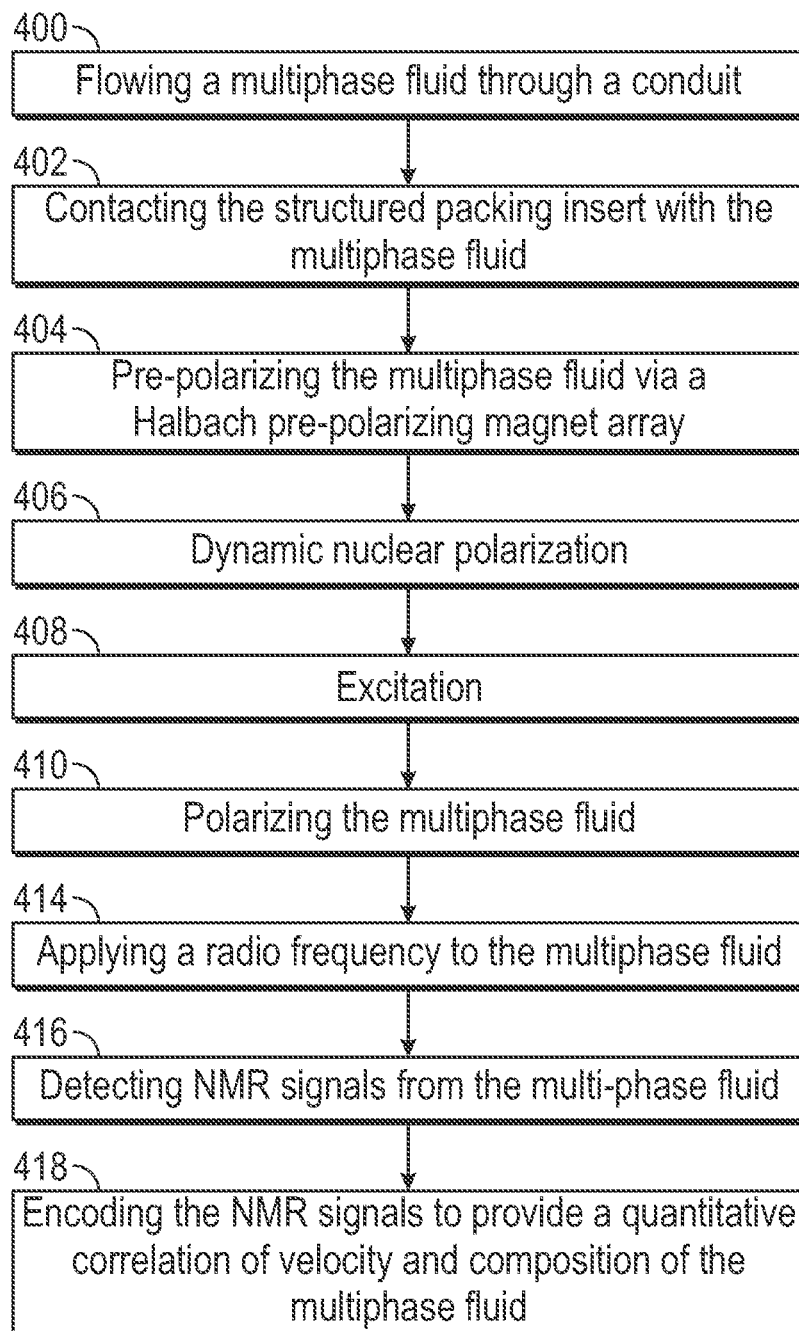 400
Flowing a multiphase fluid through a conduit
402
Contacting the structured packing insert with the
multiphase fluid
404
Pre-polarizing the multiphase fluid via a
Halbach pre-polarizing magnet array
406
Dynamic nuclear polarization
408
Excitation
410
Polarizing the multiphase fluid
414
Applying a radio frequency to the multiphase fluid
416
Detecting NMR signals from the multi-phase fluid
418
Encoding the NMR signals to provide a quantitative
correlation of velocity and composition of the
multiphase fluid